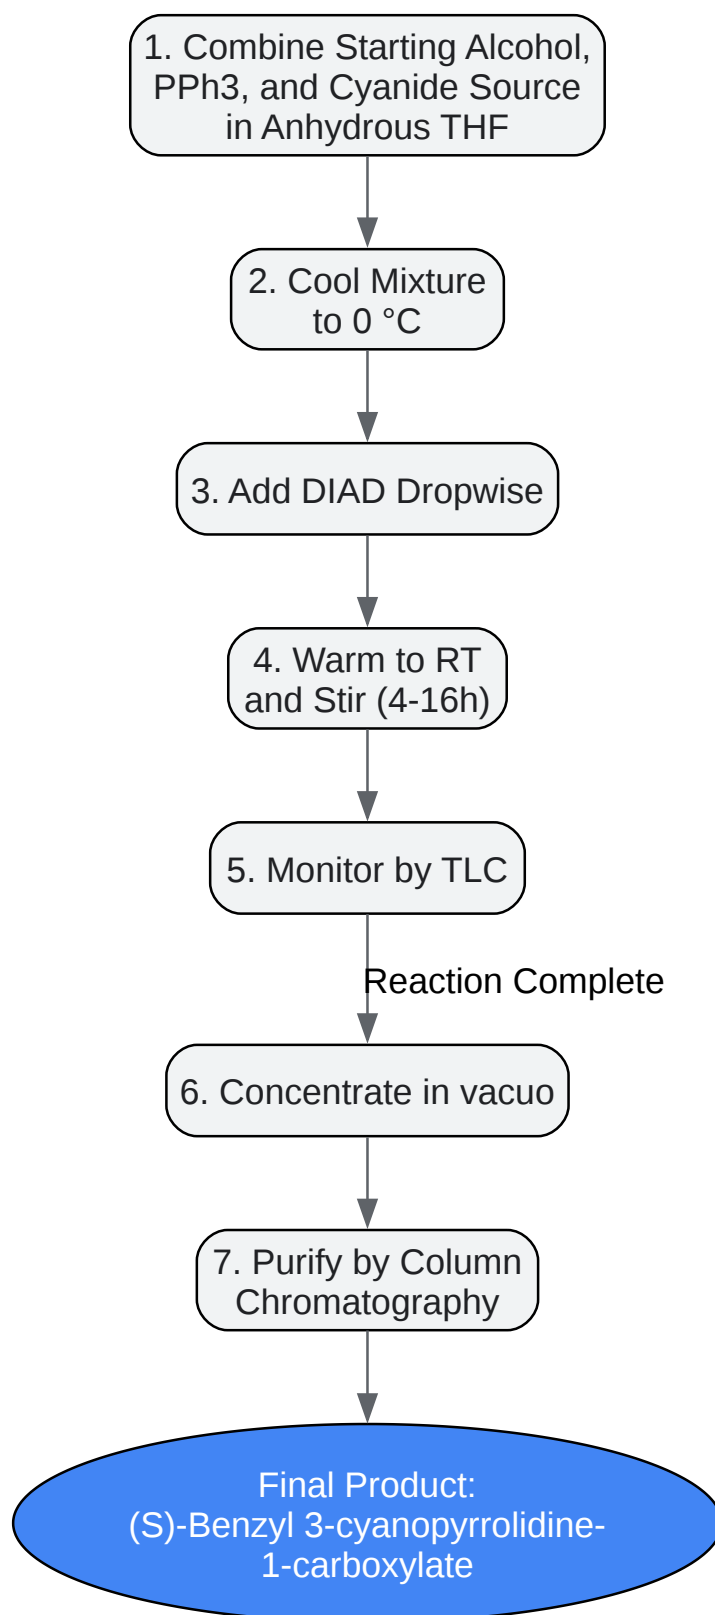 1. Combine Starting Alcohol,
PPh3, and Cyanide Source
in Anhydrous THF
2. Cool Mixture
to 0 °C
3. Add DIAD Dropwise
4. Warm to RT
and Stir (4-16h)
5. Monitor by TLC
Reaction Complete
6. Concentrate in vacuo
7. Purify by Column
Chromatography
Final Product:
(S)-Benzyl 3-cyanopyrrolidine-
1-carboxylate